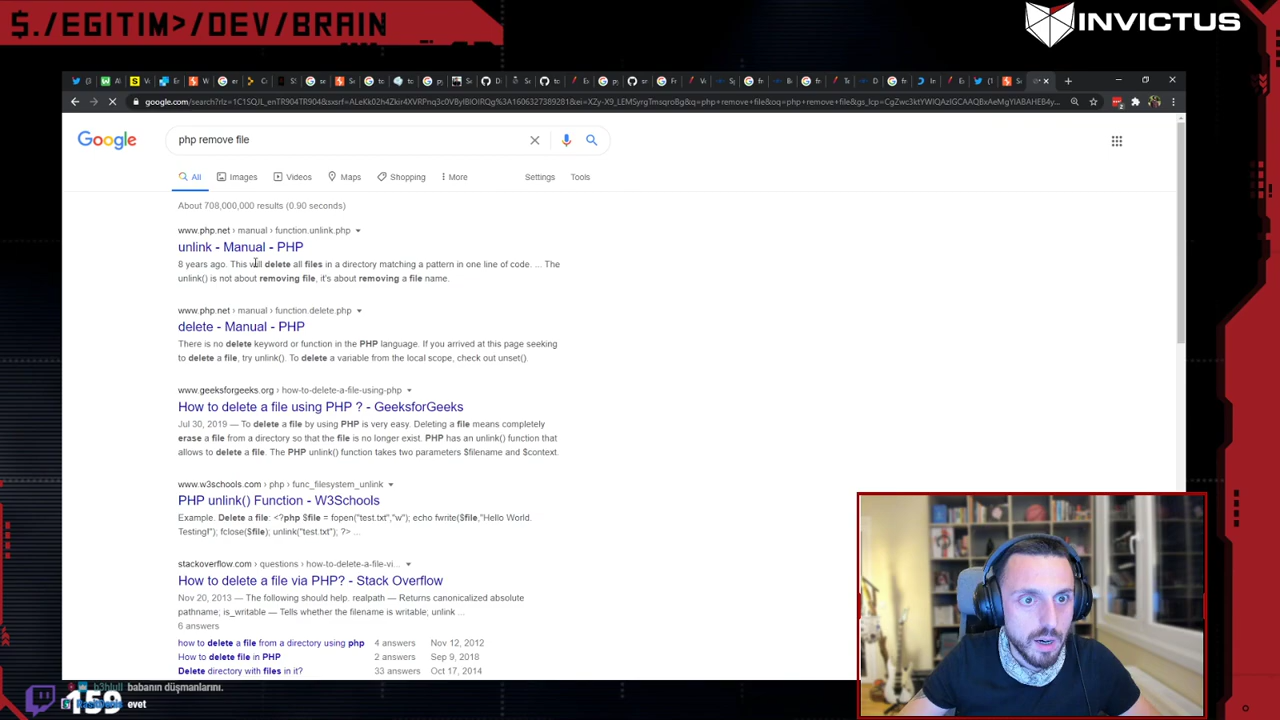 $./EGITIM>/DEV/BRAIN
INVICTUS
google.com/search?rlz=1C1SQJL_enTR904TR904&sxsrf=
php remove file
All
Images
Videos
Maps
Shopping
More
Settings
Tools
About 708,000,000 results (0.90 seconds)
www.php.net › manual › function.unlink.php
unlink - Manual - PHP
8 years ago. This will delete all files in a directory matching a pattern in one line of code. ... The
unlink() is not about removing file, it's about removing a file name.
www.php.net › manual › function.delete.php
delete - Manual - PHP
There is no delete keyword or function in the PHP language. If you arrived at this page seeking
to delete a file, try unlink(). To delete a variable from the local scope, check out unset().
www.geeksforgeeks.org › how-to-delete-a-file-using-php
How to delete a file using PHP ? - GeeksforGeeks
Jul 30, 2019 — To delete a file by using PHP is very easy. Deleting a file means completely
erase a file from a directory so that the file is no longer exist. PHP has an unlink() function that
allows to delete a file. The PHP unlink() function takes two parameters $filename and $context.
www.w3schools.com › php › func_filesystem_unlink
PHP unlink() Function - W3Schools
Example. Delete a file: <?php $file = fopen("test.txt","w"); echo fwrite($file,"Hello World.
Testing!"); fclose($file); unlink("test.txt"); ?> ...
stackoverflow.com › questions › how-to-delete-a-file-vi...
How to delete a file via PHP? - Stack Overflow
Nov 20, 2013 — The following should help. realpath — Returns canonicalized absolute
pathname; is_writable — Tells whether the filename is writable; unlink ...
6 answers
how to delete a file from a directory using php 4 answers Nov 12, 2012
How to delete file in PHP 2 answers Sep 9, 2018
Delete directory with files in it? 33 answers Oct 17, 2014
babanın düşmanlarını.
159
evet